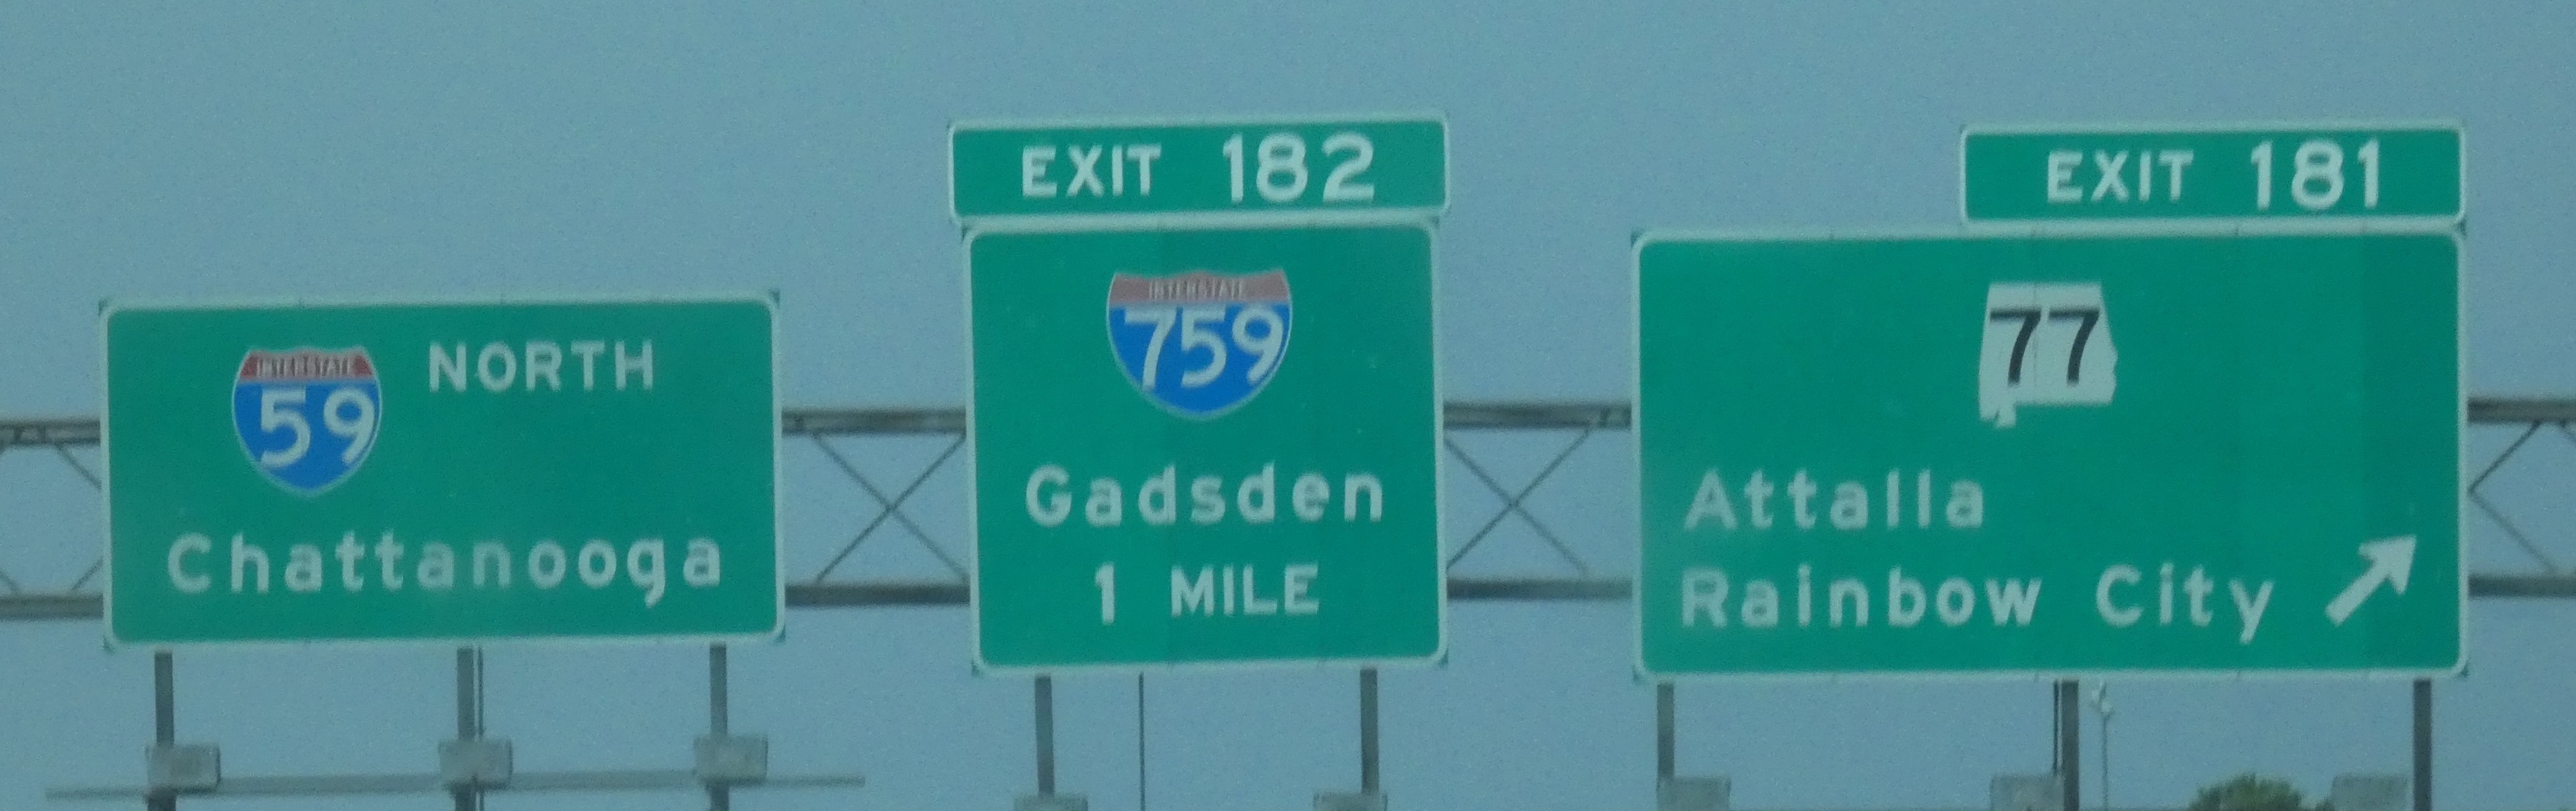 INTERSTATE
59
NORTH
Chattanooga
EXIT 182
INTERSTATE
759
Gadsden
1 MILE
EXIT 181
77
Attalla
Rainbow City